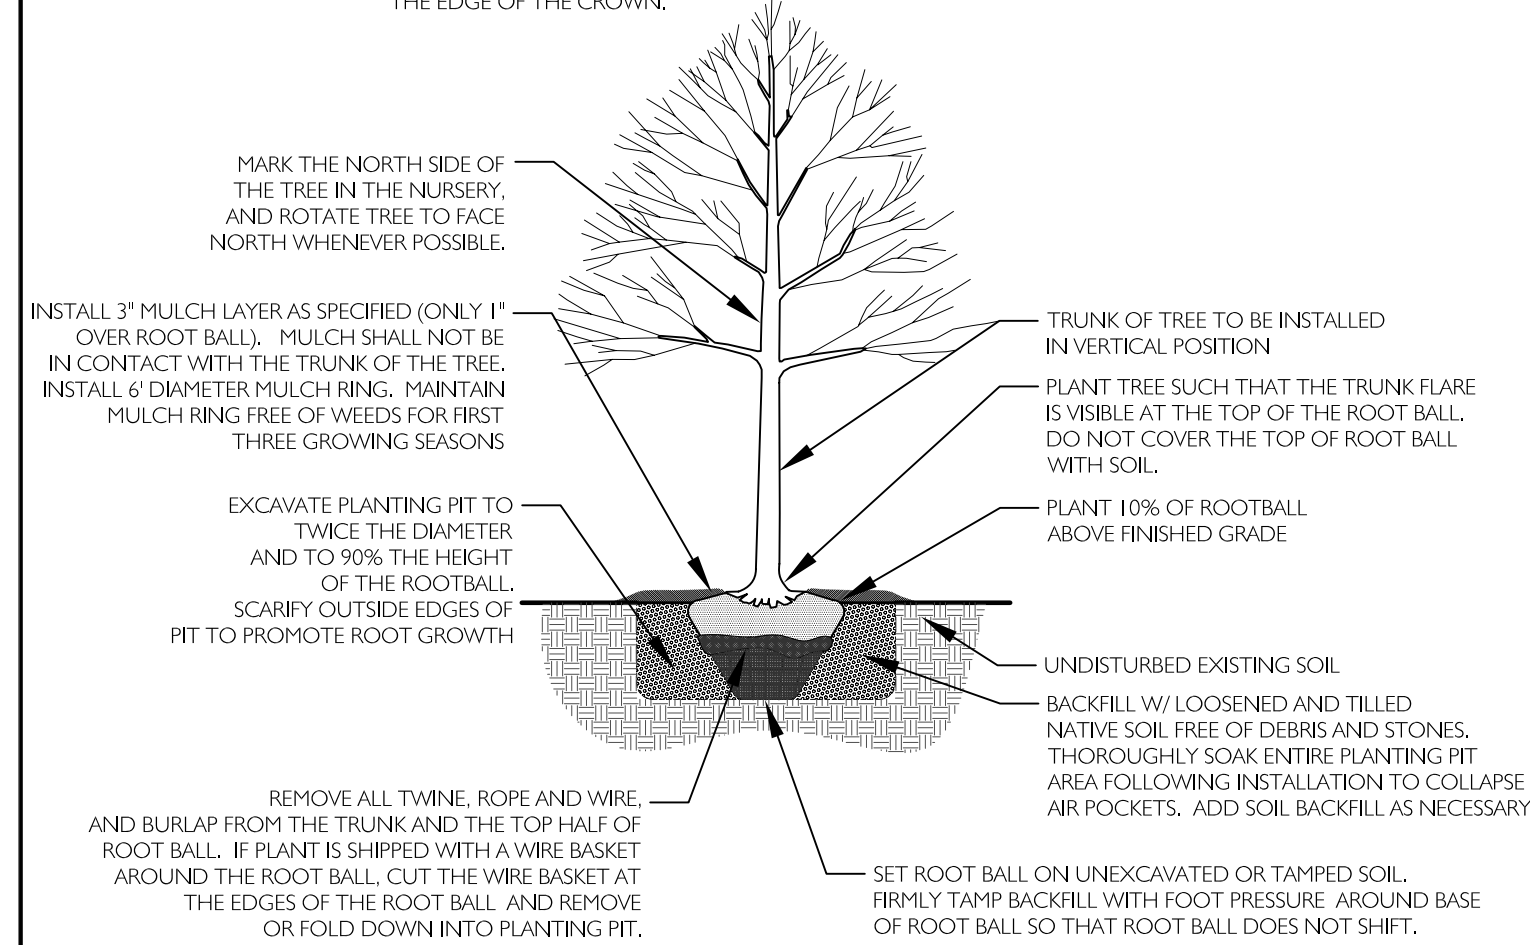 THE EDGE OF THE CROWN.
MARK THE NORTH SIDE OF
THE TREE IN THE NURSERY,
AND ROTATE TREE TO FACE
NORTH WHENEVER POSSIBLE.
INSTALL 3" MULCH LAYER AS SPECIFIED (ONLY 1"
OVER ROOT BALL). MULCH SHALL NOT BE
IN CONTACT WITH THE TRUNK OF THE TREE.
INSTALL 6' DIAMETER MULCH RING. MAINTAIN
MULCH RING FREE OF WEEDS FOR FIRST
THREE GROWING SEASONS
EXCAVATE PLANTING PIT TO
TWICE THE DIAMETER
AND TO 90% THE HEIGHT
OF THE ROOTBALL.
SCARIFY OUTSIDE EDGES OF
PIT TO PROMOTE ROOT GROWTH
REMOVE ALL TWINE, ROPE AND WIRE,
AND BURLAP FROM THE TRUNK AND THE TOP HALF OF
ROOT BALL. IF PLANT IS SHIPPED WITH A WIRE BASKET
AROUND THE ROOT BALL, CUT THE WIRE BASKET AT
THE EDGES OF THE ROOT BALL AND REMOVE
OR FOLD DOWN INTO PLANTING PIT.
TRUNK OF TREE TO BE INSTALLED
IN VERTICAL POSITION
PLANT TREE SUCH THAT THE TRUNK FLARE
IS VISIBLE AT THE TOP OF THE ROOT BALL.
DO NOT COVER THE TOP OF ROOT BALL
WITH SOIL.
PLANT 10% OF ROOTBALL
ABOVE FINISHED GRADE
UNDISTURBED EXISTING SOIL
BACKFILL W/ LOOSENED AND TILLED
NATIVE SOIL FREE OF DEBRIS AND STONES.
THOROUGHLY SOAK ENTIRE PLANTING PIT
AREA FOLLOWING INSTALLATION TO COLLAPSE
AIR POCKETS. ADD SOIL BACKFILL AS NECESSARY
SET ROOT BALL ON UNEXCAVATED OR TAMPED SOIL.
FIRMLY TAMP BACKFILL WITH FOOT PRESSURE AROUND BASE
OF ROOT BALL SO THAT ROOT BALL DOES NOT SHIFT.